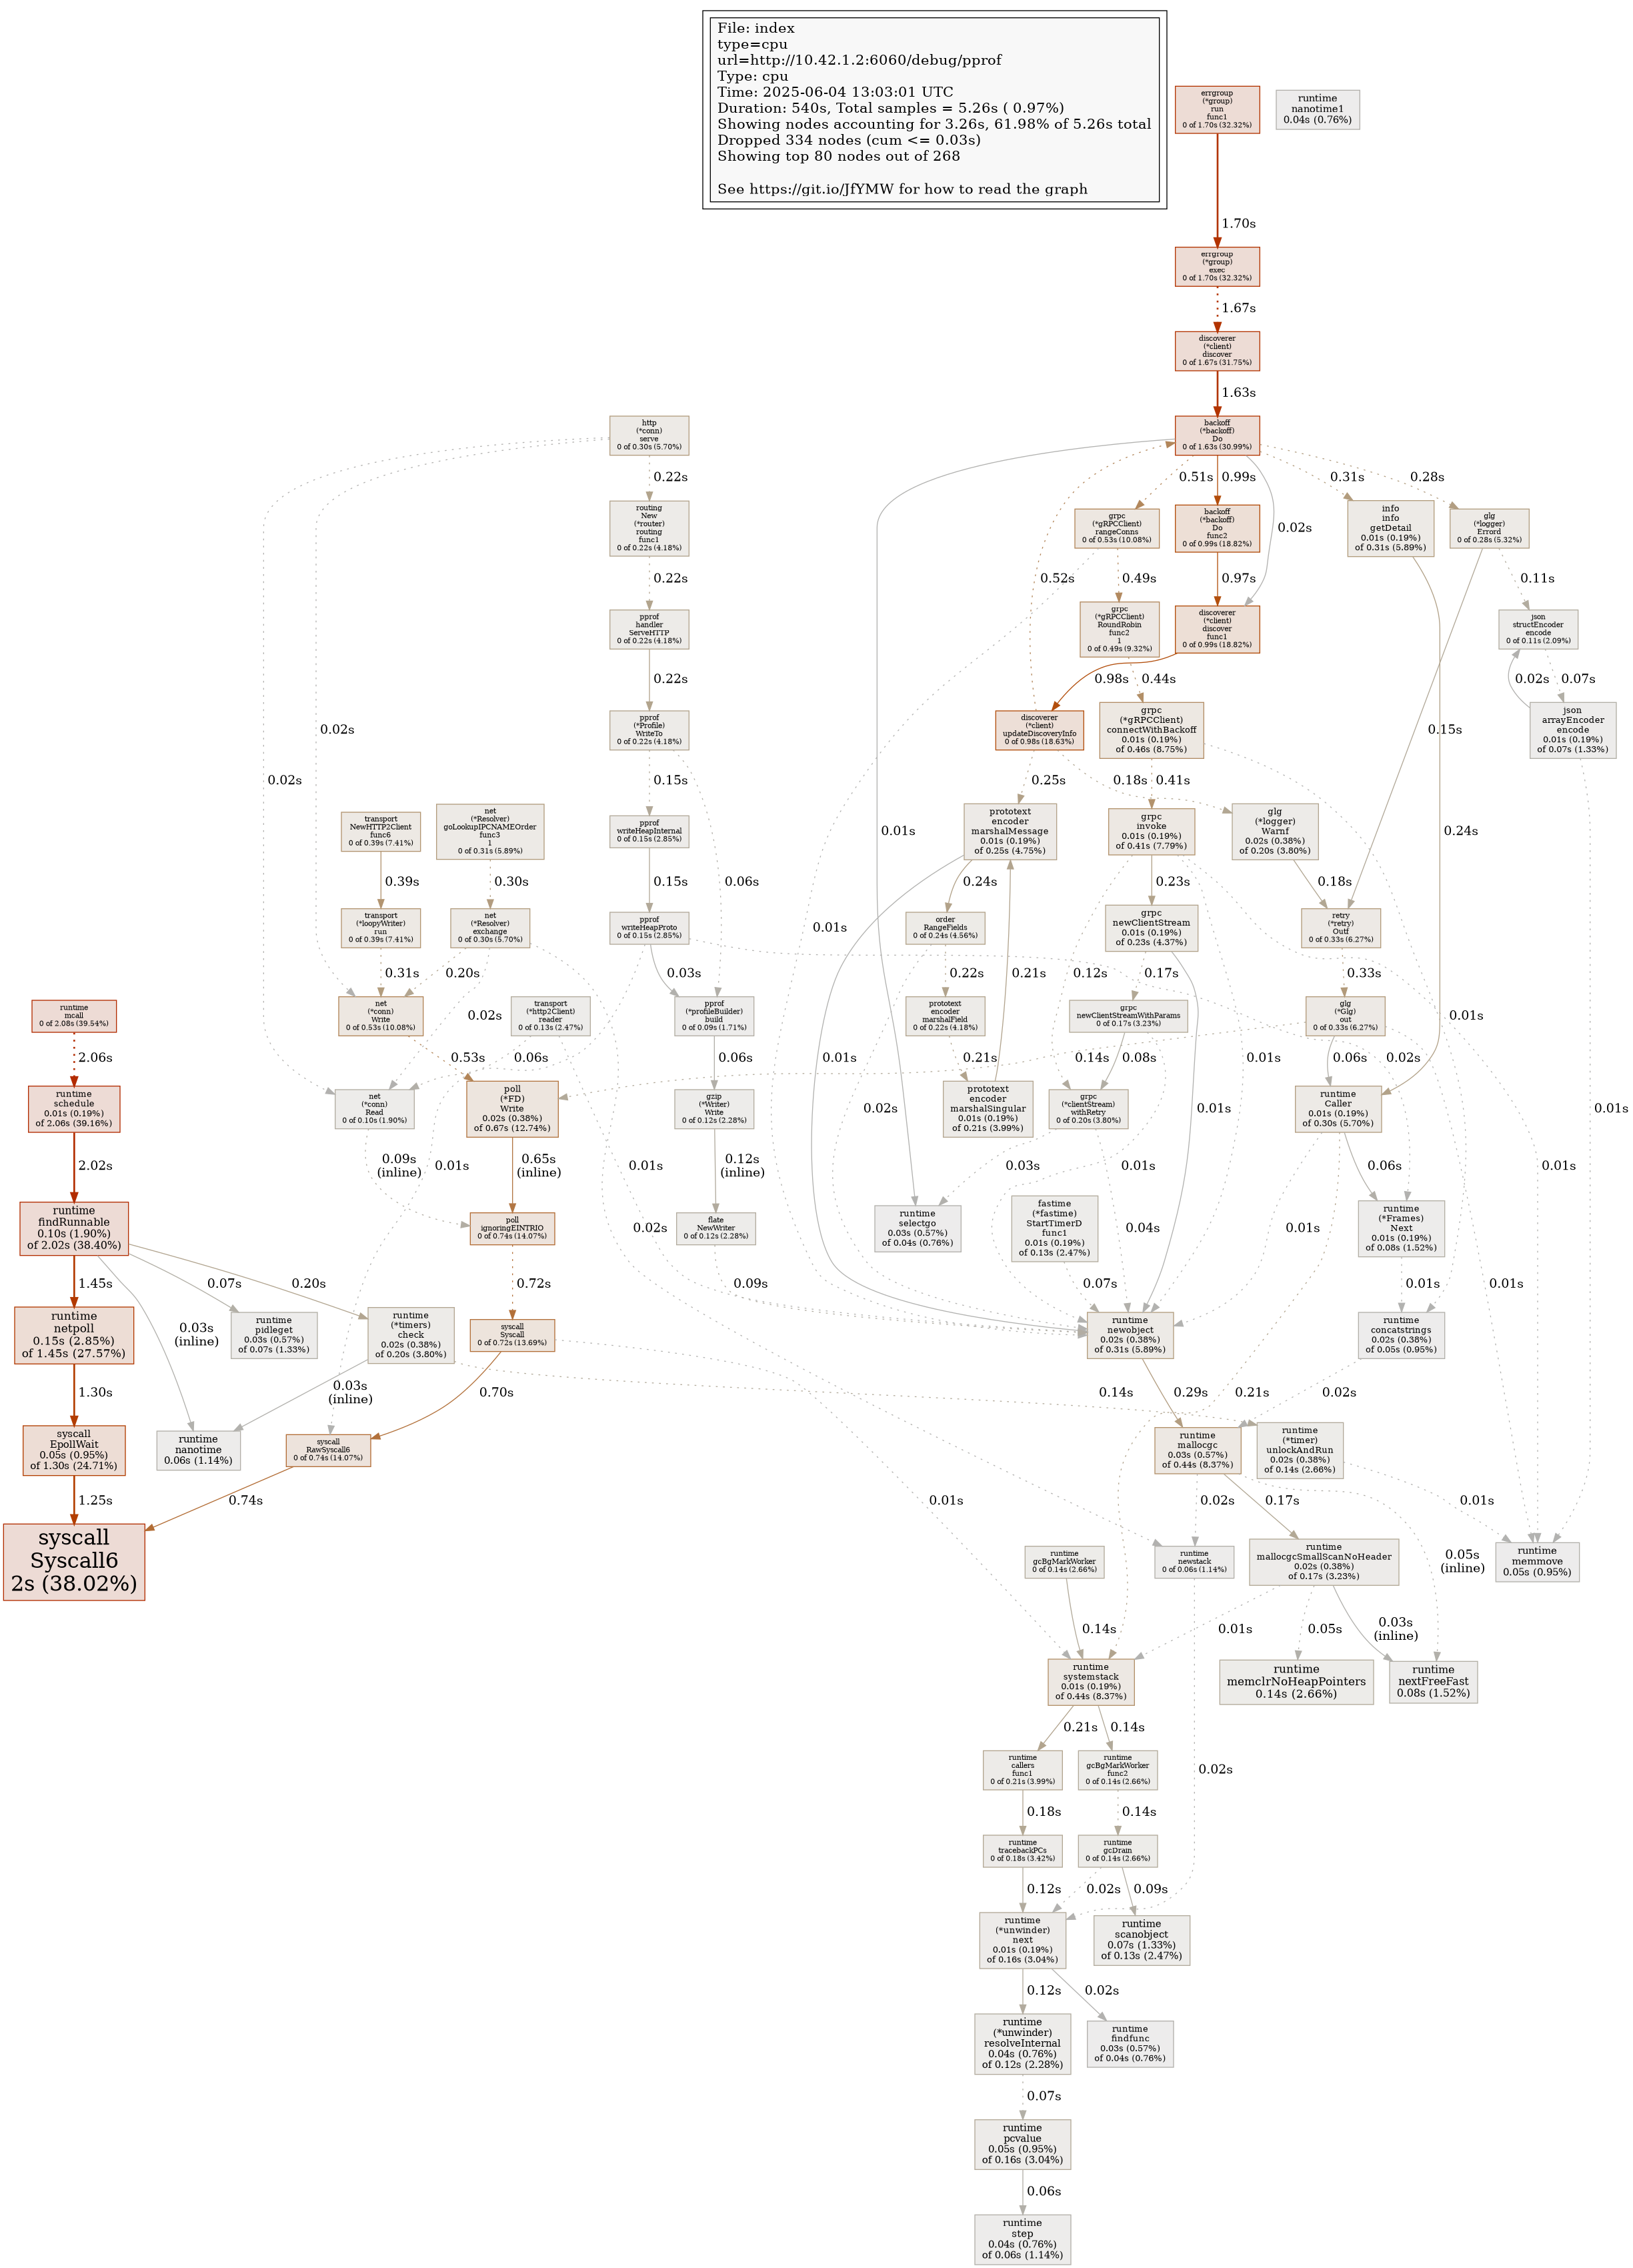 File: index
type=cpu
url=http://10.42.1.2:6060/debug/pprof
Type: cpu
Time: 2025-06-04 13:03:01 UTC
Duration: 540s, Total samples = 5.26s ( 0.97%)
Showing nodes accounting for 3.26s, 61.98% of 5.26s total
Dropped 334 nodes (cum <= 0.03s)
Showing top 80 nodes out of 268
See https://git.io/JfYMW for how to read the graph
errgroup
(*group)
run
func1
0 of 1.70s (32.32%)
runtime
nanotime1
0.04s (0.76%)
1.70s
errgroup
(*group)
exec
0 of 1.70s (32.32%)
1.67s
discoverer
(*client)
discover
0 of 1.67s (31.75%)
1.63s
http
(*conn)
serve
0 of 0.30s (5.70%)
backoff
(*backoff)
Do
0 of 1.63s (30.99%)
0.22s
0.51s
0.99s
0.31s
0.28s
routing
New
(*router)
routing
func1
0 of 0.22s (4.18%)
grpc
(*gRPCClient)
rangeConns
0 of 0.53s (10.08%)
backoff
(*backoff)
Do
func2
0 of 0.99s (18.82%)
0.02s
info
info
getDetail
0.01s (0.19%)
of 0.31s (5.89%)
glg
(*logger)
Errord
0 of 0.28s (5.32%)
0.22s
0.52s
0.49s
0.97s
0.11s
pprof
handler
ServeHTTP
0 of 0.22s (4.18%)
grpc
(*gRPCClient)
RoundRobin
func2
1
0 of 0.49s (9.32%)
discoverer
(*client)
discover
func1
0 of 0.99s (18.82%)
json
structEncoder
encode
0 of 0.11s (2.09%)
0.22s
0.98s
0.44s
0.02s
0.07s
0.02s
pprof
(*Profile)
WriteTo
0 of 0.22s (4.18%)
discoverer
(*client)
updateDiscoveryInfo
0 of 0.98s (18.63%)
grpc
(*gRPCClient)
connectWithBackoff
0.01s (0.19%)
of 0.46s (8.75%)
0.15s
json
arrayEncoder
encode
0.01s (0.19%)
of 0.07s (1.33%)
0.02s
0.15s
0.25s
0.18s
0.41s
transport
NewHTTP2Client
func6
0 of 0.39s (7.41%)
net
(*Resolver)
goLookupIPCNAMEOrder
func3
1
0 of 0.31s (5.89%)
pprof
writeHeapInternal
0 of 0.15s (2.85%)
0.01s
prototext
encoder
marshalMessage
0.01s (0.19%)
of 0.25s (4.75%)
grpc
invoke
0.01s (0.19%)
of 0.41s (7.79%)
glg
(*logger)
Warnf
0.02s (0.38%)
of 0.20s (3.80%)
0.24s
0.39s
0.30s
0.15s
0.06s
0.24s
0.23s
0.18s
transport
(*loopyWriter)
run
0 of 0.39s (7.41%)
net
(*Resolver)
exchange
0 of 0.30s (5.70%)
pprof
writeHeapProto
0 of 0.15s (2.85%)
0.01s
order
RangeFields
0 of 0.24s (4.56%)
grpc
newClientStream
0.01s (0.19%)
of 0.23s (4.37%)
retry
(*retry)
Outf
0 of 0.33s (6.27%)
0.31s
0.20s
0.03s
0.22s
0.21s
0.12s
0.17s
0.33s
runtime
mcall
0 of 2.08s (39.54%)
net
(*conn)
Write
0 of 0.53s (10.08%)
0.02s
transport
(*http2Client)
reader
0 of 0.13s (2.47%)
pprof
(*profileBuilder)
build
0 of 0.09s (1.71%)
prototext
encoder
marshalField
0 of 0.22s (4.18%)
grpc
newClientStreamWithParams
0 of 0.17s (3.23%)
glg
(*Glg)
out
0 of 0.33s (6.27%)
0.01s
2.06s
0.53s
0.06s
0.06s
0.01s
0.21s
0.14s
0.08s
0.01s
0.06s
0.02s
runtime
schedule
0.01s (0.19%)
of 2.06s (39.16%)
net
(*conn)
Read
0 of 0.10s (1.90%)
poll
(*FD)
Write
0.02s (0.38%)
of 0.67s (12.74%)
gzip
(*Writer)
Write
0 of 0.12s (2.28%)
0.02s
prototext
encoder
marshalSingular
0.01s (0.19%)
of 0.21s (3.99%)
grpc
(*clientStream)
withRetry
0 of 0.20s (3.80%)
0.01s
runtime
Caller
0.01s (0.19%)
of 0.30s (5.70%)
0.01s
2.02s
0.09s
(inline)
0.01s
0.65s
(inline)
0.01s
0.12s
(inline)
0.03s
0.01s
0.06s
0.01s
runtime
findRunnable
0.10s (1.90%)
of 2.02s (38.40%)
poll
ignoringEINTRIO
0 of 0.74s (14.07%)
0.02s
flate
NewWriter
0 of 0.12s (2.28%)
runtime
selectgo
0.03s (0.57%)
of 0.04s (0.76%)
fastime
(*fastime)
StartTimerD
func1
0.01s (0.19%)
of 0.13s (2.47%)
0.04s
0.01s
runtime
(*Frames)
Next
0.01s (0.19%)
of 0.08s (1.52%)
1.45s
0.07s
0.20s
0.72s
0.09s
0.07s
0.01s
0.01s
runtime
netpoll
0.15s (2.85%)
of 1.45s (27.57%)
0.03s
(inline)
runtime
pidleget
0.03s (0.57%)
of 0.07s (1.33%)
runtime
(*timers)
check
0.02s (0.38%)
of 0.20s (3.80%)
syscall
Syscall
0 of 0.72s (13.69%)
runtime
newobject
0.02s (0.38%)
of 0.31s (5.89%)
runtime
concatstrings
0.02s (0.38%)
of 0.05s (0.95%)
1.30s
0.03s
(inline)
0.70s
0.14s
0.29s
0.21s
0.02s
syscall
EpollWait
0.05s (0.95%)
of 1.30s (24.71%)
runtime
nanotime
0.06s (1.14%)
syscall
RawSyscall6
0 of 0.74s (14.07%)
runtime
mallocgc
0.03s (0.57%)
of 0.44s (8.37%)
runtime
(*timer)
unlockAndRun
0.02s (0.38%)
of 0.14s (2.66%)
1.25s
0.74s
0.01s
0.02s
0.17s
0.01s
syscall
Syscall6
2s (38.02%)
runtime
gcBgMarkWorker
0 of 0.14s (2.66%)
runtime
newstack
0 of 0.06s (1.14%)
runtime
mallocgcSmallScanNoHeader
0.02s (0.38%)
of 0.17s (3.23%)
0.05s
(inline)
runtime
memmove
0.05s (0.95%)
0.14s
0.01s
0.05s
0.03s
(inline)
runtime
systemstack
0.01s (0.19%)
of 0.44s (8.37%)
runtime
memclrNoHeapPointers
0.14s (2.66%)
runtime
nextFreeFast
0.08s (1.52%)
0.21s
0.14s
runtime
callers
func1
0 of 0.21s (3.99%)
runtime
gcBgMarkWorker
func2
0 of 0.14s (2.66%)
0.02s
0.18s
0.14s
runtime
tracebackPCs
0 of 0.18s (3.42%)
runtime
gcDrain
0 of 0.14s (2.66%)
0.12s
0.02s
0.09s
runtime
(*unwinder)
next
0.01s (0.19%)
of 0.16s (3.04%)
runtime
scanobject
0.07s (1.33%)
of 0.13s (2.47%)
0.12s
0.02s
runtime
(*unwinder)
resolveInternal
0.04s (0.76%)
of 0.12s (2.28%)
runtime
findfunc
0.03s (0.57%)
of 0.04s (0.76%)
0.07s
runtime
pcvalue
0.05s (0.95%)
of 0.16s (3.04%)
0.06s
runtime
step
0.04s (0.76%)
of 0.06s (1.14%)